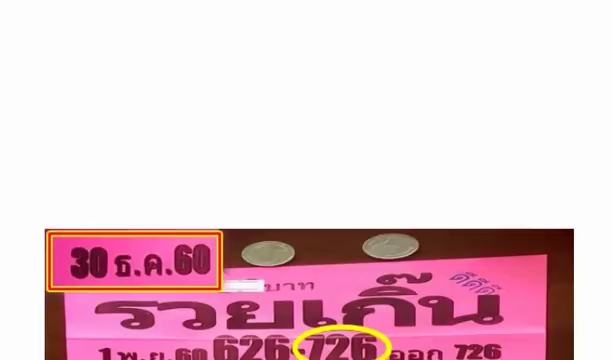 30 ธ.ค.60
บาท
รวยเกิ๊น ดีดีดี
1 พ.ย.60 626-726 ออก 726